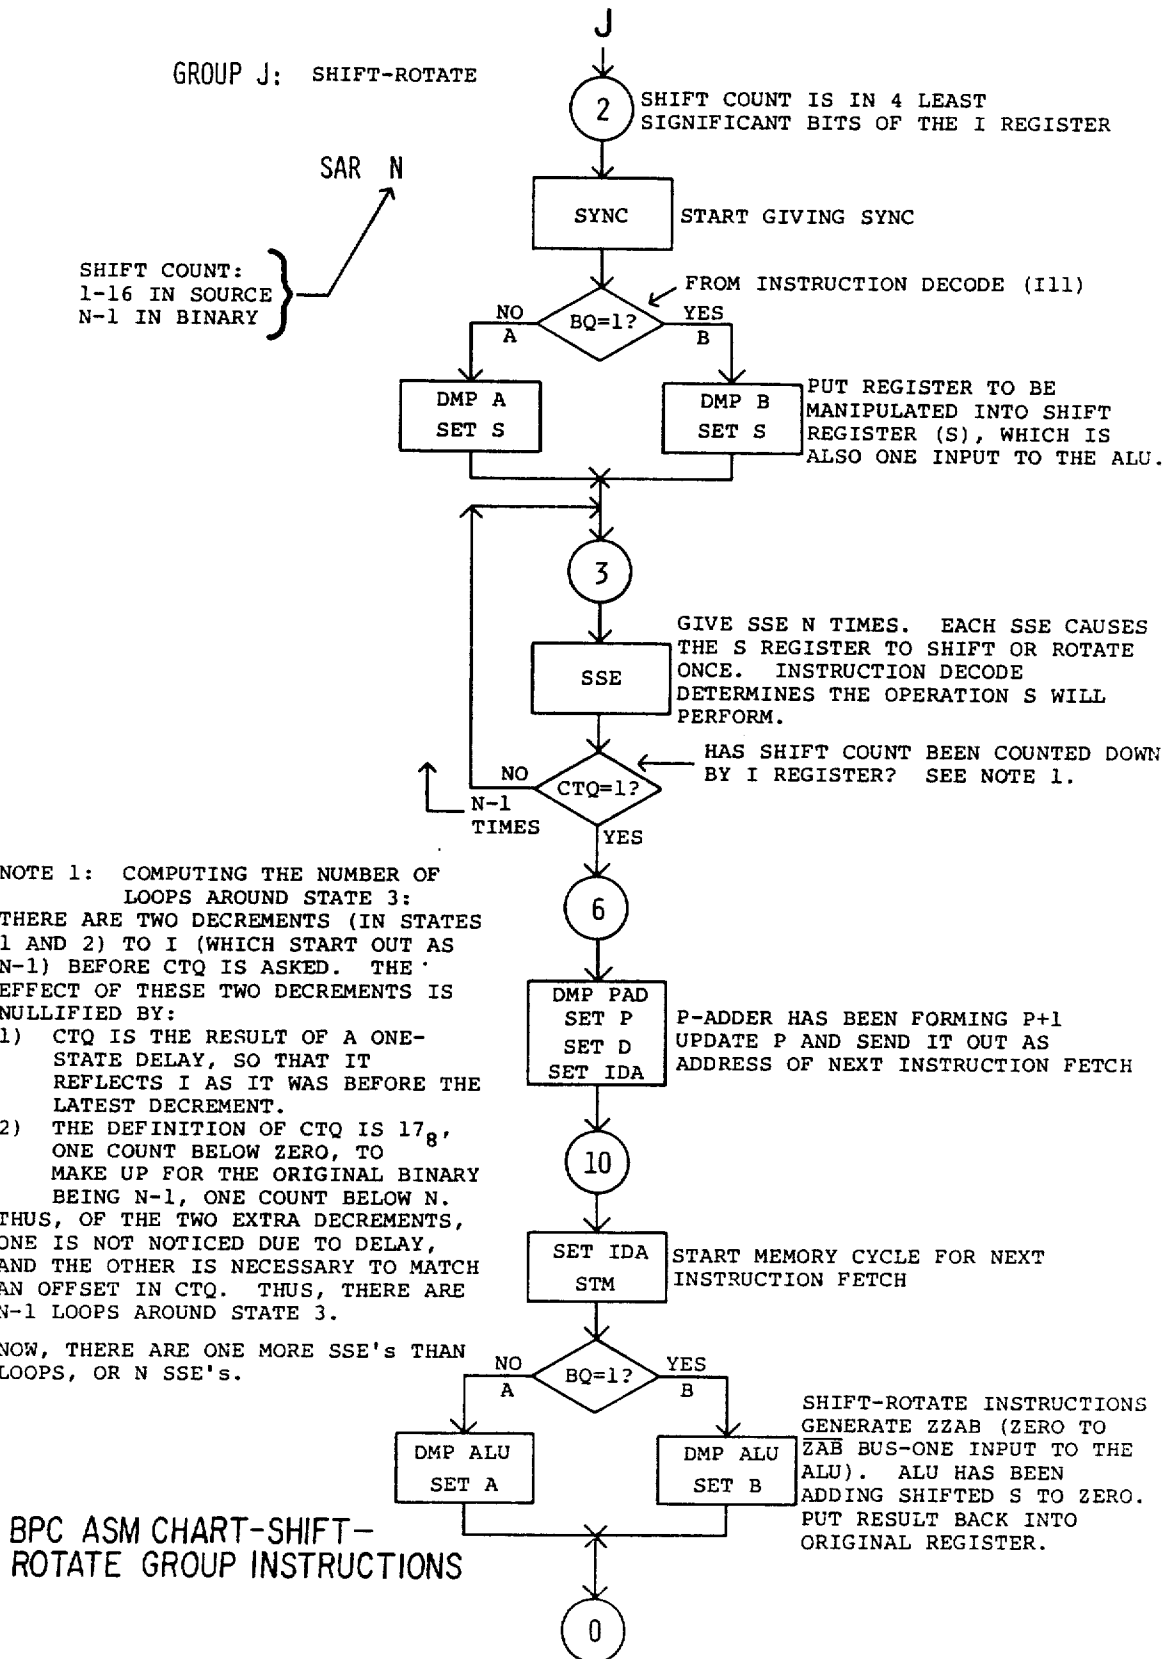 J
GROUP J: SHIFT-ROTATE
2
SHIFT COUNT IS IN 4 LEAST
SIGNIFICANT BITS OF THE I REGISTER
SAR N
SHIFT COUNT:
1-16 IN SOURCE
N-1 IN BINARY
SYNC
START GIVING SYNC
FROM INSTRUCTION DECODE (I11)
BQ=1?
NO
A
YES
B
DMP A
SET S
DMP B
SET S
PUT REGISTER TO BE
MANIPULATED INTO SHIFT
REGISTER (S), WHICH IS
ALSO ONE INPUT TO THE ALU.
3
SSE
GIVE SSE N TIMES. EACH SSE CAUSES
THE S REGISTER TO SHIFT OR ROTATE
ONCE. INSTRUCTION DECODE
DETERMINES THE OPERATION S WILL
PERFORM.
CTQ=1?
HAS SHIFT COUNT BEEN COUNTED DOWN
BY I REGISTER? SEE NOTE 1.
NO
N-1
TIMES
YES
NOTE 1: COMPUTING THE NUMBER OF
LOOPS AROUND STATE 3:
THERE ARE TWO DECREMENTS (IN STATES
1 AND 2) TO I (WHICH START OUT AS
N-1) BEFORE CTQ IS ASKED. THE
EFFECT OF THESE TWO DECREMENTS IS
NULLIFIED BY:
1) CTQ IS THE RESULT OF A ONE-
STATE DELAY, SO THAT IT
REFLECTS I AS IT WAS BEFORE THE
LATEST DECREMENT.
2) THE DEFINITION OF CTQ IS 17₈,
ONE COUNT BELOW ZERO, TO
MAKE UP FOR THE ORIGINAL BINARY
BEING N-1, ONE COUNT BELOW N.
THUS, OF THE TWO EXTRA DECREMENTS,
ONE IS NOT NOTICED DUE TO DELAY,
AND THE OTHER IS NECESSARY TO MATCH
AN OFFSET IN CTQ. THUS, THERE ARE
N-1 LOOPS AROUND STATE 3.
NOW, THERE ARE ONE MORE SSE's THAN
LOOPS, OR N SSE's.
6
DMP PAD
SET P
SET D
SET IDA
P-ADDER HAS BEEN FORMING P+1
UPDATE P AND SEND IT OUT AS
ADDRESS OF NEXT INSTRUCTION FETCH
10
SET IDA
STM
START MEMORY CYCLE FOR NEXT
INSTRUCTION FETCH
BQ=1?
NO
A
YES
B
DMP ALU
SET A
DMP ALU
SET B
SHIFT-ROTATE INSTRUCTIONS
GENERATE ZZAB (ZERO TO
Z̅A̅B̅ BUS-ONE INPUT TO THE
ALU). ALU HAS BEEN
ADDING SHIFTED S TO ZERO.
PUT RESULT BACK INTO
ORIGINAL REGISTER.
BPC ASM CHART-SHIFT-
ROTATE GROUP INSTRUCTIONS
0